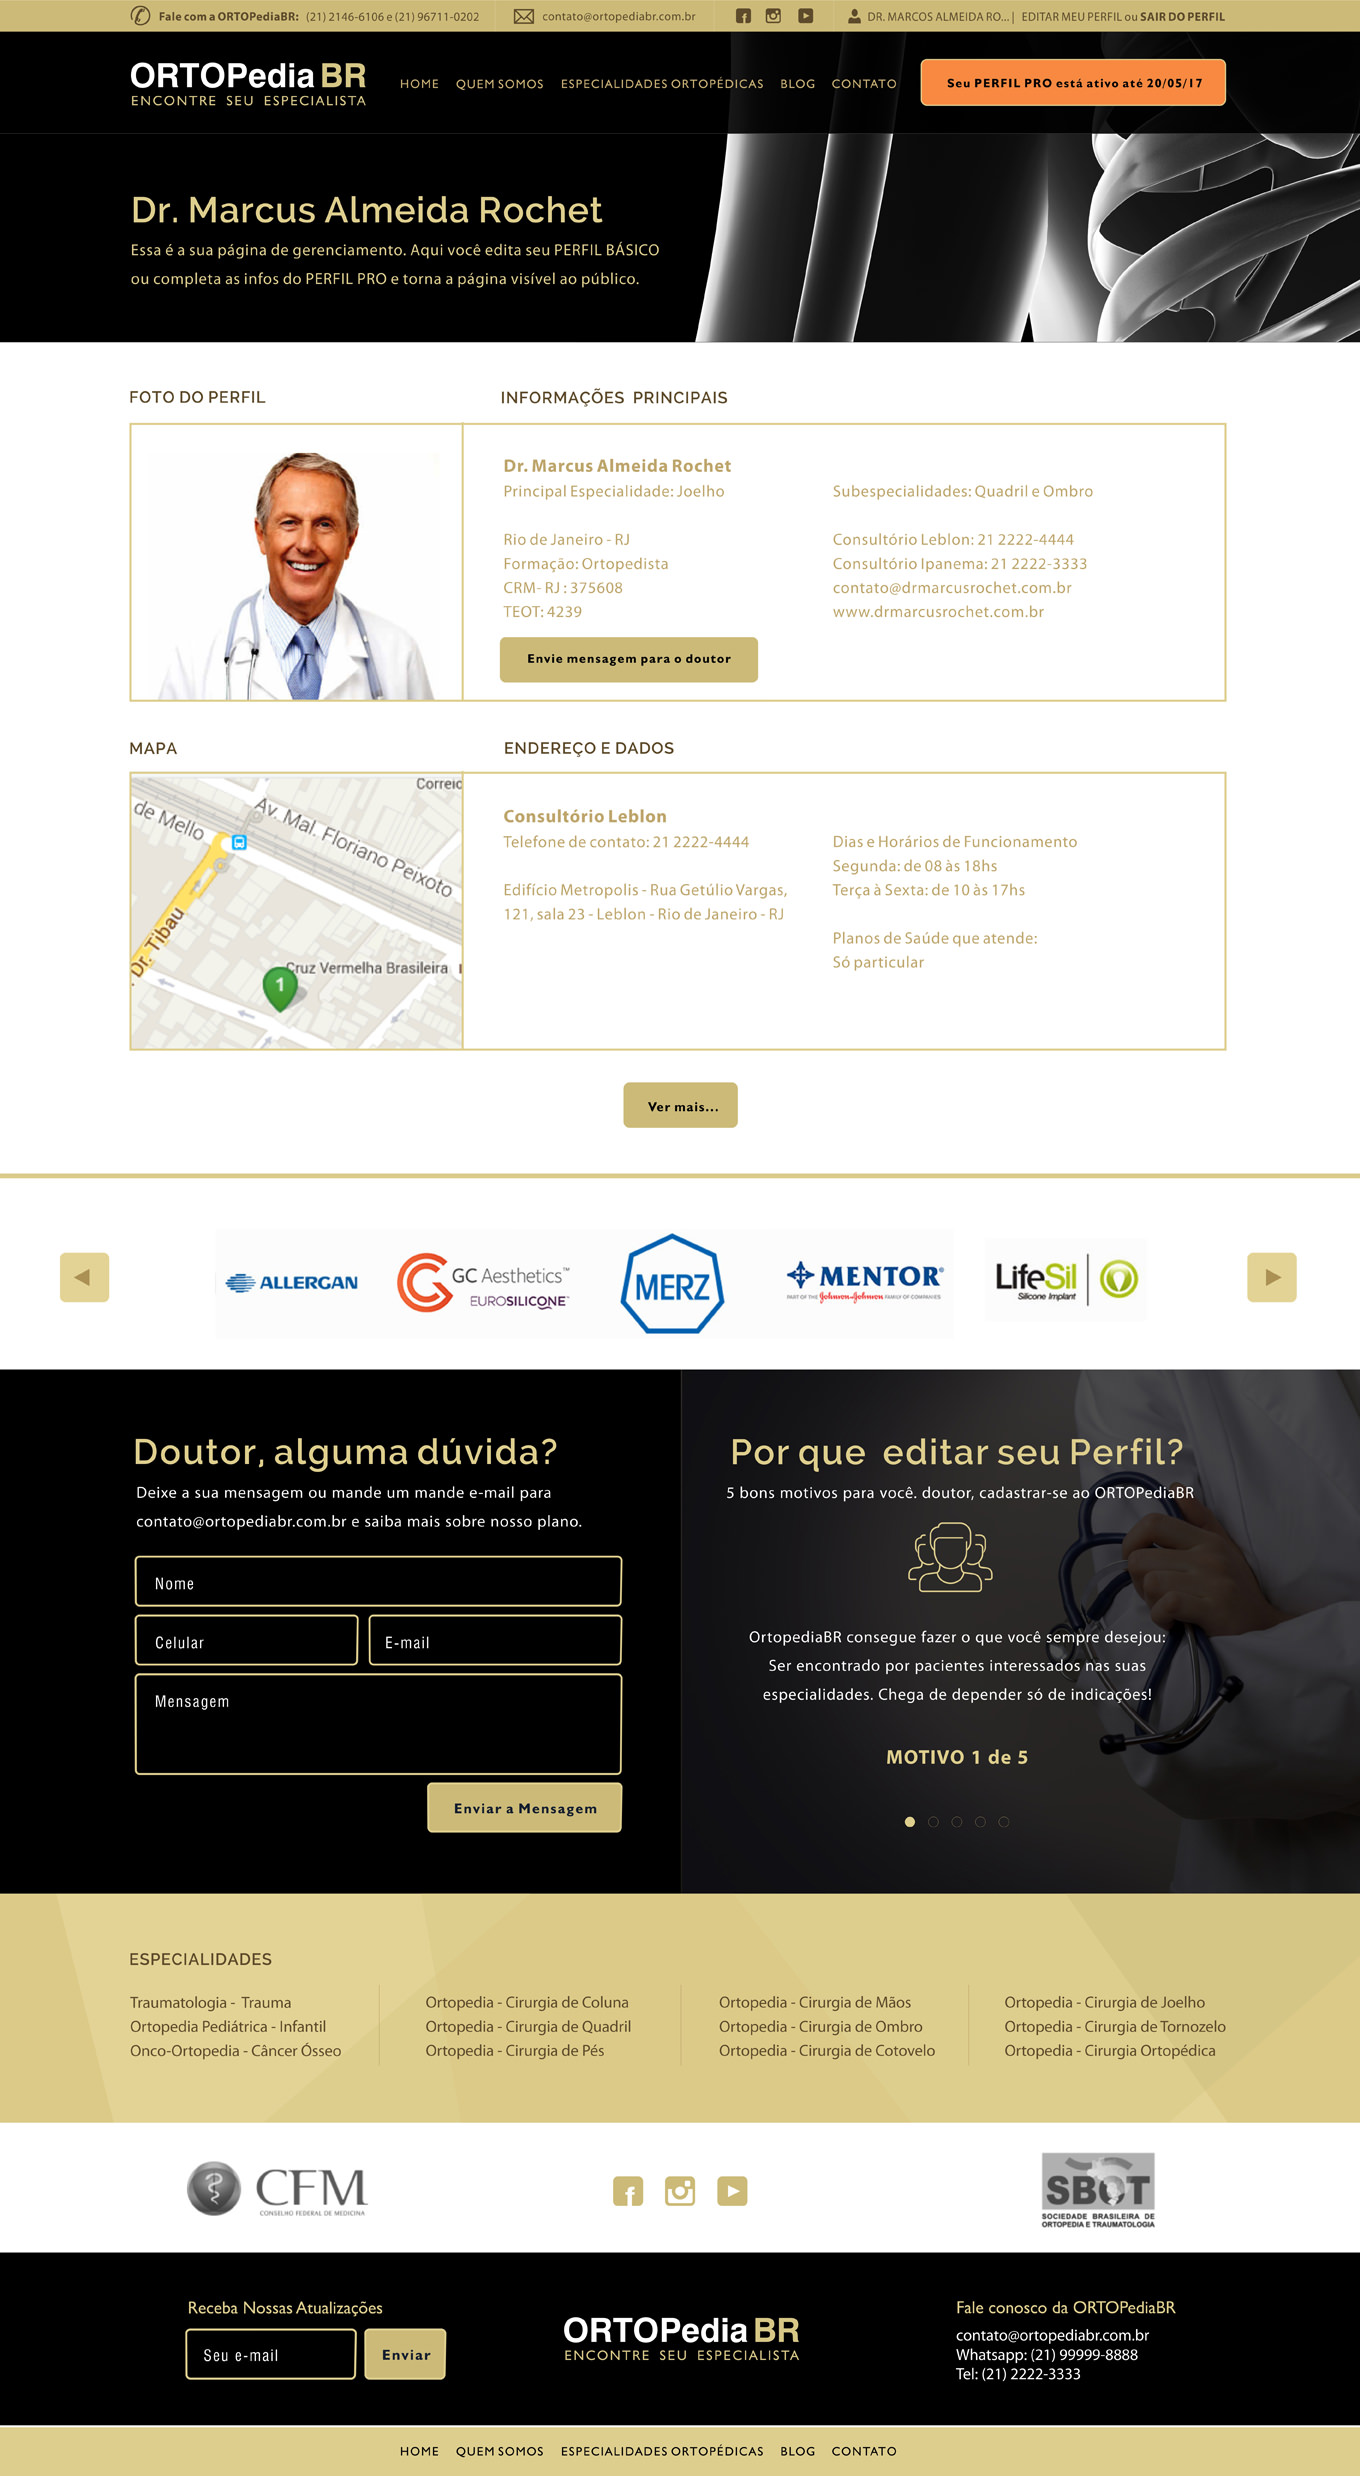 Fale com a ORTOPediaBR: (21) 2146-6106 e (21) 96711-0202
contato@ortopediabr.com.br
DR. MARCOS ALMEIDA RO... | EDITAR MEU PERFIL ou SAIR DO PERFIL
ORTOPedia BR
ENCONTRE SEU ESPECIALISTA
HOME QUEM SOMOS ESPECIALIDADES ORTOPÉDICAS BLOG CONTATO
Seu PERFIL PRO está ativo até 20/05/17
Dr. Marcus Almeida Rochet
Essa é a sua página de gerenciamento. Aqui você edita seu PERFIL BÁSICO
ou completa as infos do PERFIL PRO e torna a página visível ao público.
FOTO DO PERFIL
INFORMAÇÕES PRINCIPAIS
Dr. Marcus Almeida Rochet
Principal Especialidade: Joelho
Rio de Janeiro - RJ
Formação: Ortopedista
CRM- RJ : 375608
TEOT: 4239
Subespecialidades: Quadril e Ombro
Consultório Leblon: 21 2222-4444
Consultório Ipanema: 21 2222-3333
contato@drmarcusrochet.com.br
www.drmarcusrochet.com.br
Envie mensagem para o doutor
MAPA
ENDEREÇO E DADOS
Correio
de Mello
Av. Mal. Floriano Peixoto
Dr. Tibau
Cruz Vermelha Brasileira
1
Consultório Leblon
Telefone de contato: 21 2222-4444
Edifício Metropolis - Rua Getúlio Vargas,
121, sala 23 - Leblon - Rio de Janeiro - RJ
Dias e Horários de Funcionamento
Segunda: de 08 às 18hs
Terça à Sexta: de 10 às 17hs
Planos de Saúde que atende:
Só particular
Ver mais...
ALLERGAN
GC Aesthetics™
EUROSILICONE™
MERZ
MENTOR®
PART OF THE Johnson-Johnson FAMILY OF COMPANIES
LifeSil
Silicone Implant
Doutor, alguma dúvida?
Deixe a sua mensagem ou mande um mande e-mail para
contato@ortopediabr.com.br e saiba mais sobre nosso plano.
Nome
Celular
E-mail
Mensagem
Enviar a Mensagem
Por que editar seu Perfil?
5 bons motivos para você. doutor, cadastrar-se ao ORTOPediaBR
OrtopediaBR consegue fazer o que você sempre desejou:
Ser encontrado por pacientes interessados nas suas
especialidades. Chega de depender só de indicações!
MOTIVO 1 de 5
ESPECIALIDADES
Traumatologia - Trauma
Ortopedia Pediátrica - Infantil
Onco-Ortopedia - Câncer Ósseo
Ortopedia - Cirurgia de Coluna
Ortopedia - Cirurgia de Quadril
Ortopedia - Cirurgia de Pés
Ortopedia - Cirurgia de Mãos
Ortopedia - Cirurgia de Ombro
Ortopedia - Cirurgia de Cotovelo
Ortopedia - Cirurgia de Joelho
Ortopedia - Cirurgia de Tornozelo
Ortopedia - Cirurgia Ortopédica
CFM
CONSELHO FEDERAL DE MEDICINA
SBOT
SOCIEDADE BRASILEIRA DE
ORTOPEDIA E TRAUMATOLOGIA
Receba Nossas Atualizações
Seu e-mail
Enviar
ORTOPedia BR
ENCONTRE SEU ESPECIALISTA
Fale conosco da ORTOPediaBR
contato@ortopediabr.com.br
Whatsapp: (21) 99999-8888
Tel: (21) 2222-3333
HOME QUEM SOMOS ESPECIALIDADES ORTOPÉDICAS BLOG CONTATO